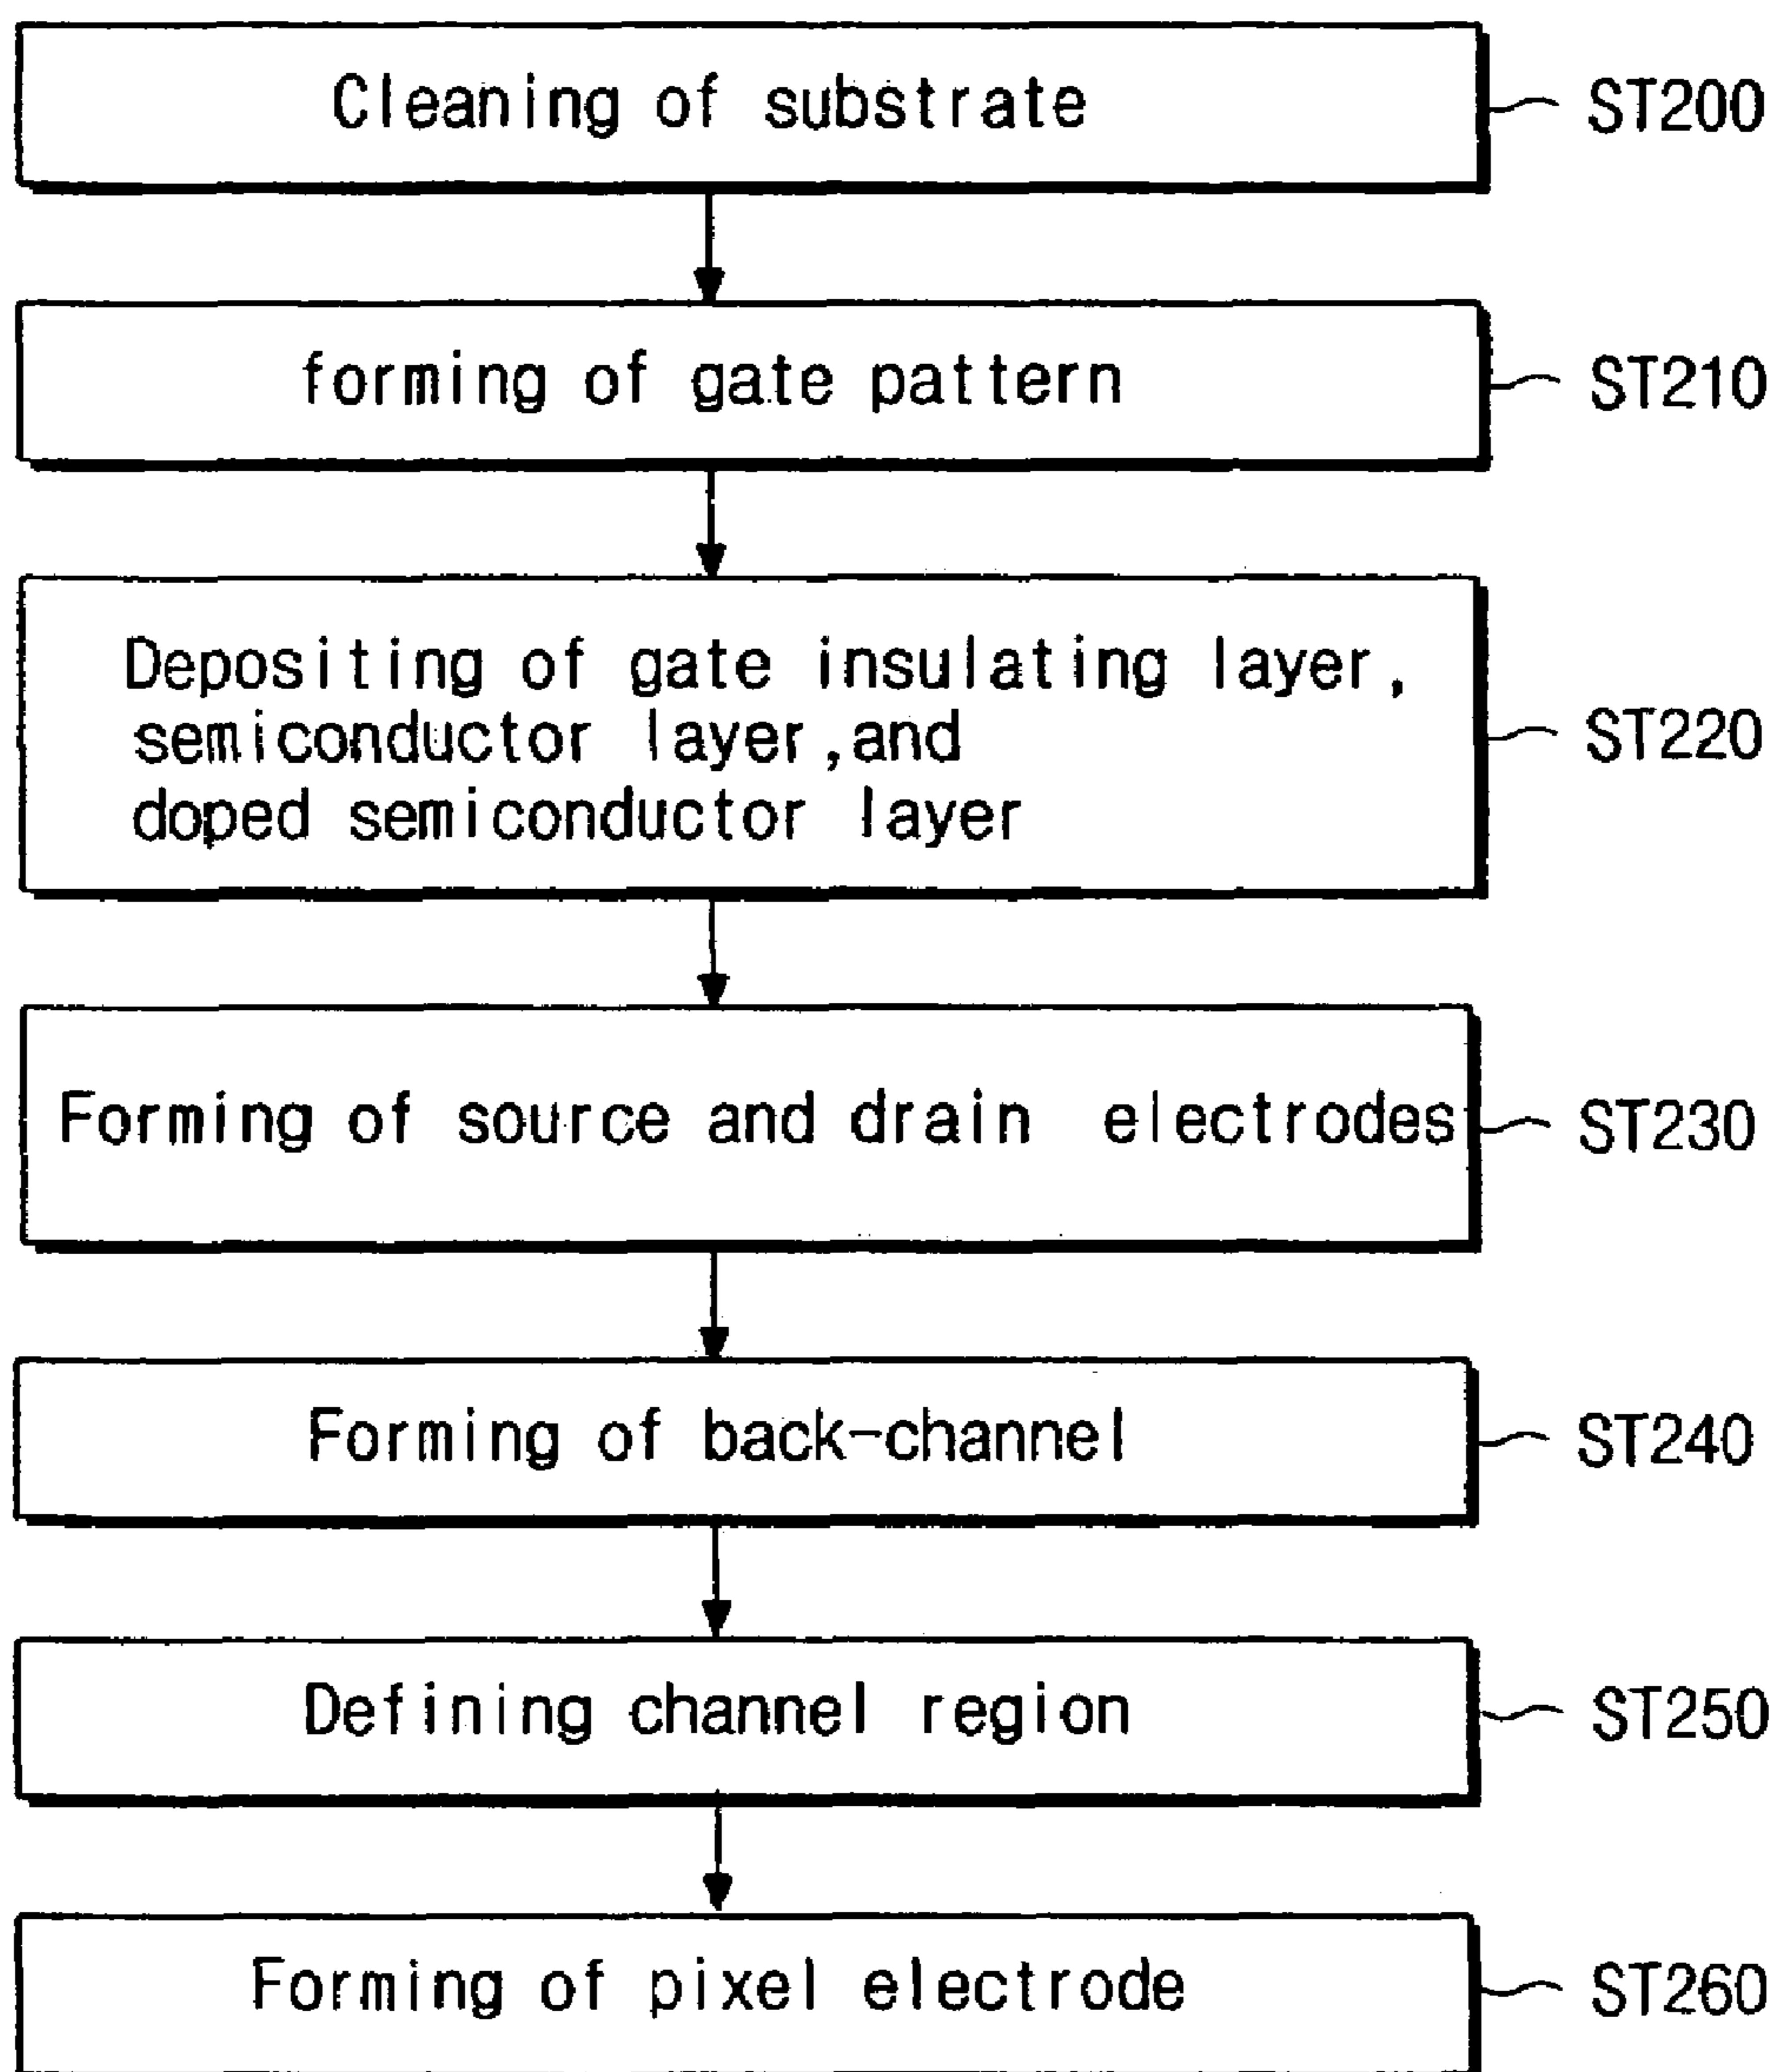 Cleaning of substrate
ST200
forming of gate pattern
ST210
Depositing of gate insulating layer,
semiconductor layer,and
doped semiconductor layer
ST220
Forming of source and drain electrodes
ST230
Forming of back-channel
ST240
Defining channel region
ST250
Forming of pixel electrode
ST260